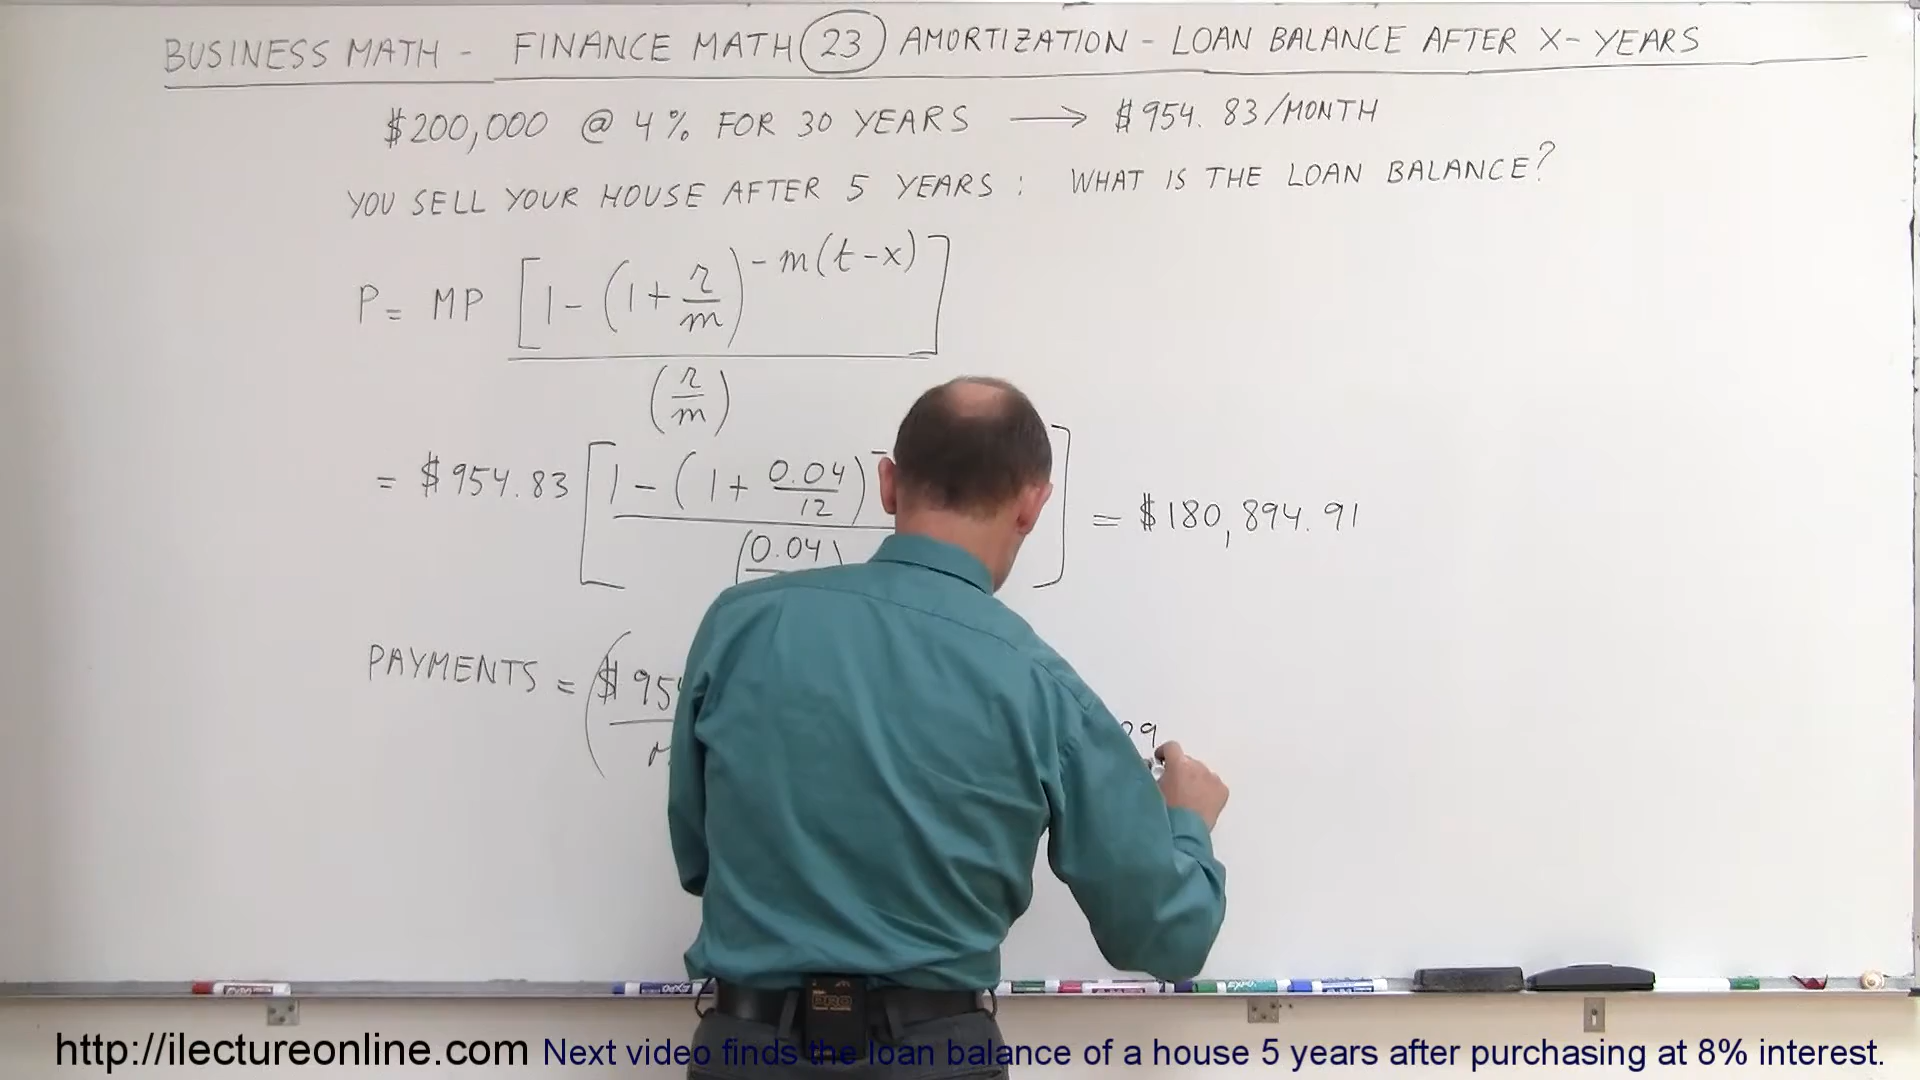 BUSINESS MATH - FINANCE MATH 23 AMORTIZATION - LOAN BALANCE AFTER X-YEARS
$200,000 @ 4% FOR 30 YEARS → $954.83/MONTH
YOU SELL YOUR HOUSE AFTER 5 YEARS: WHAT IS THE LOAN BALANCE?
P = MP [1 - (1 + r/m)^-m(t-x)] / (r/m)
= $954.83 [1 - (1 + 0.04/12)^- / (0.04) ] = $180,894.91
PAYMENTS = ($95
9
EXPO
http://ilectureonline.com Next video finds the loan balance of a house 5 years after purchasing at 8% interest.